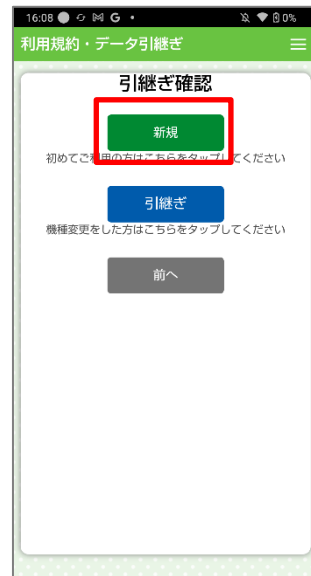 16:08 G 0%
利用規約・データ引継ぎ
引継ぎ確認
新規
初めてご利用の方はこちらをタップしてください
引継ぎ
機種変更をした方はこちらをタップしてください
前へ